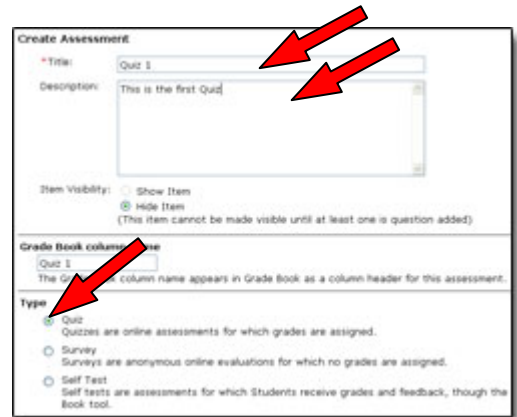 Create Assessment
*Title: Quiz 1
Description: This is the first Quiz
Item Visibility: Show Item
Hide Item
(This item cannot be made visible until at least one is question added)
Grade Book column
Quiz 1
The column name appears in Grade Book as a column header for this assessment.
Type
Quiz
Quizzes are online assessments for which grades are assigned.
Survey
Surveys are anonymous online evaluations for which no grades are assigned.
Self Test
Self tests are assessments for which Students receive grades and feedback, though the
Book tool.